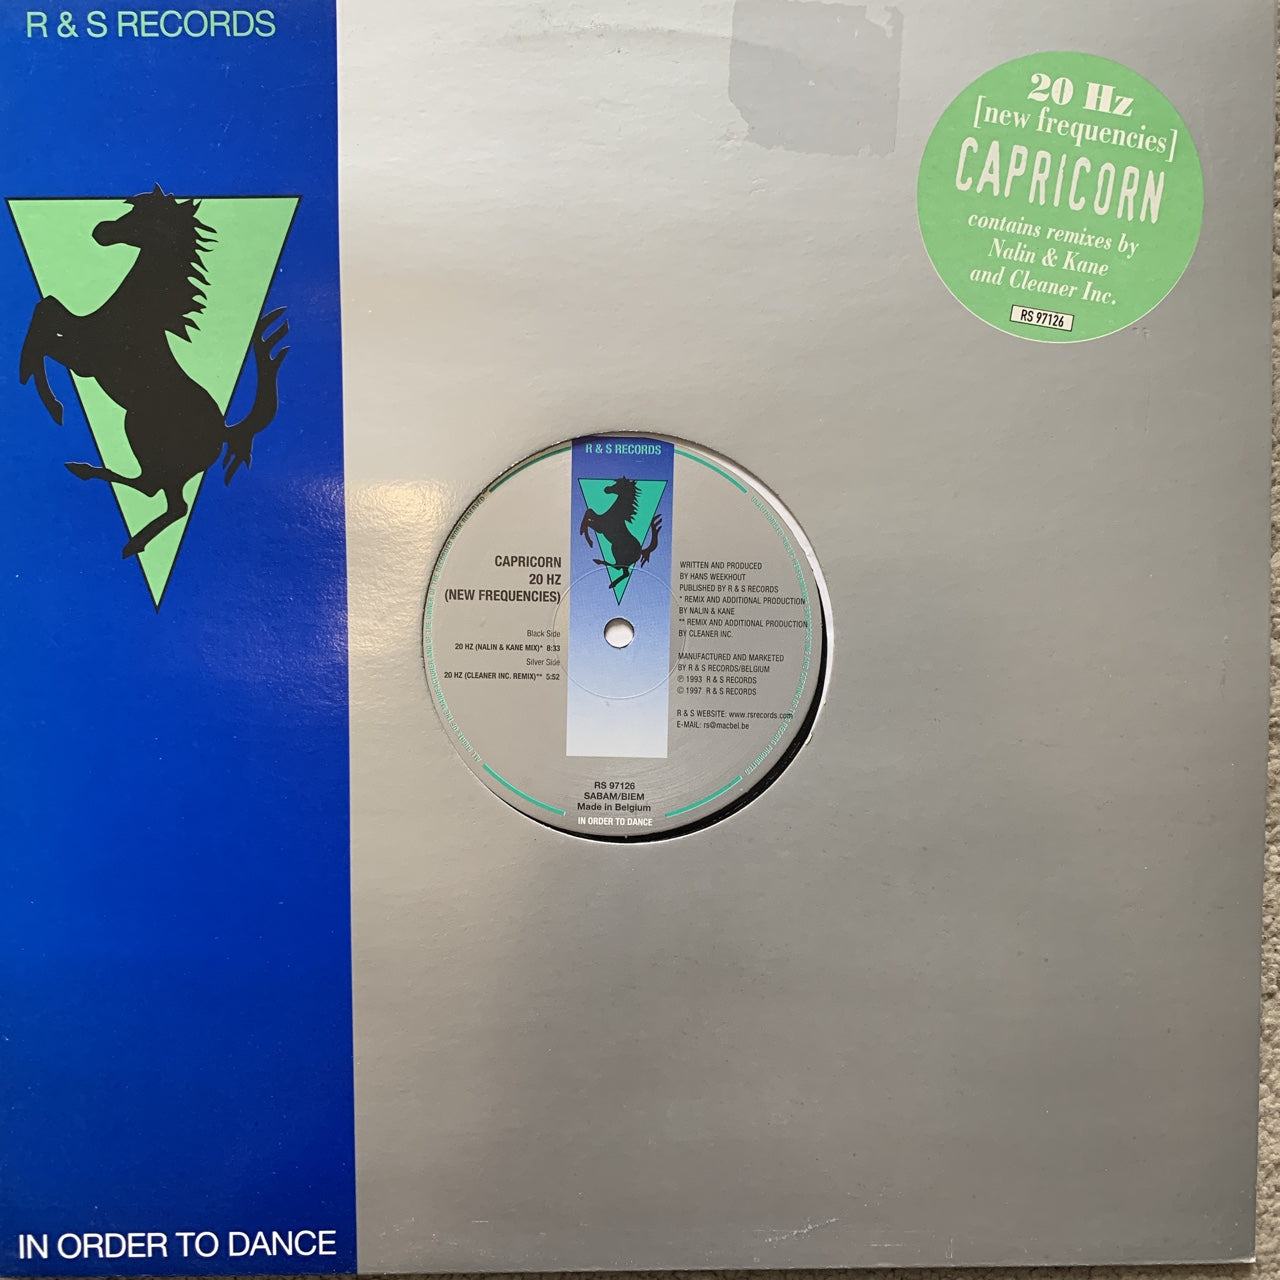 R & S RECORDS
20 Hz
[new frequencies]
CAPRICORN
contains remixes by
Nalin & Kane
and Cleaner Inc.
RS 97126
R & S RECORDS
CAPRICORN
20 HZ
(NEW FREQUENCIES)
Black Side
20 HZ (NALIN & KANE MIX)* 8:33
Silver Side
20 HZ (CLEANER INC. REMIX)** 5:52
WRITTEN AND PRODUCED
BY HANS WEEKHOUT
PUBLISHED BY R & S RECORDS
* REMIX AND ADDITIONAL PRODUCTION
BY NALIN & KANE
** REMIX AND ADDITIONAL PRODUCTION
BY CLEANER INC.
MANUFACTURED AND MARKETED
BY R & S RECORDS/BELGIUM
℗ 1993 R & S RECORDS
© 1997 R & S RECORDS
R & S WEBSITE: www.rsrecords.com
E-MAIL: rs@macbel.be
RS 97126
SABAM/BIEM
Made in Belgium
IN ORDER TO DANCE
IN ORDER TO DANCE